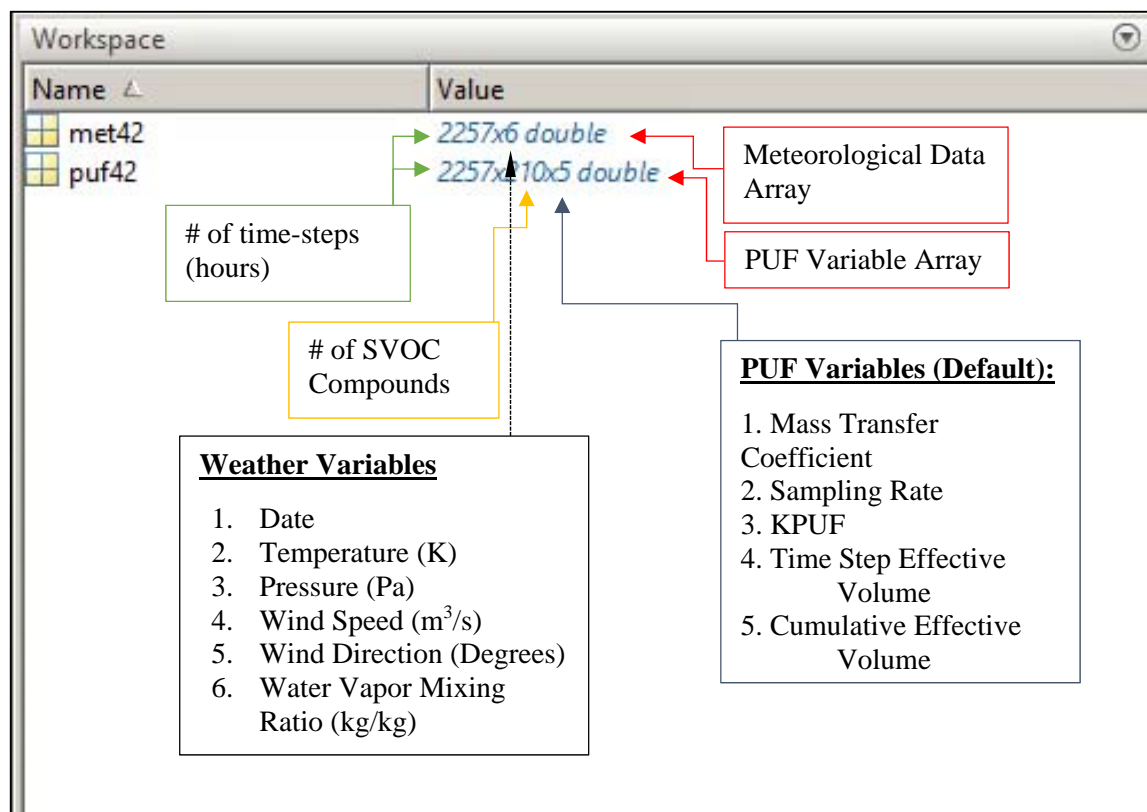 Workspace
Name Value
met42 2257x6 double
puf42 2257x210x5 double
Meteorological Data
Array
PUF Variable Array
# of time-steps
(hours)
# of SVOC
Compounds
Weather Variables
1. Date
2. Temperature (K)
3. Pressure (Pa)
4. Wind Speed (m³/s)
5. Wind Direction (Degrees)
6. Water Vapor Mixing
Ratio (kg/kg)
PUF Variables (Default):
1. Mass Transfer
Coefficient
2. Sampling Rate
3. KPUF
4. Time Step Effective
Volume
5. Cumulative Effective
Volume